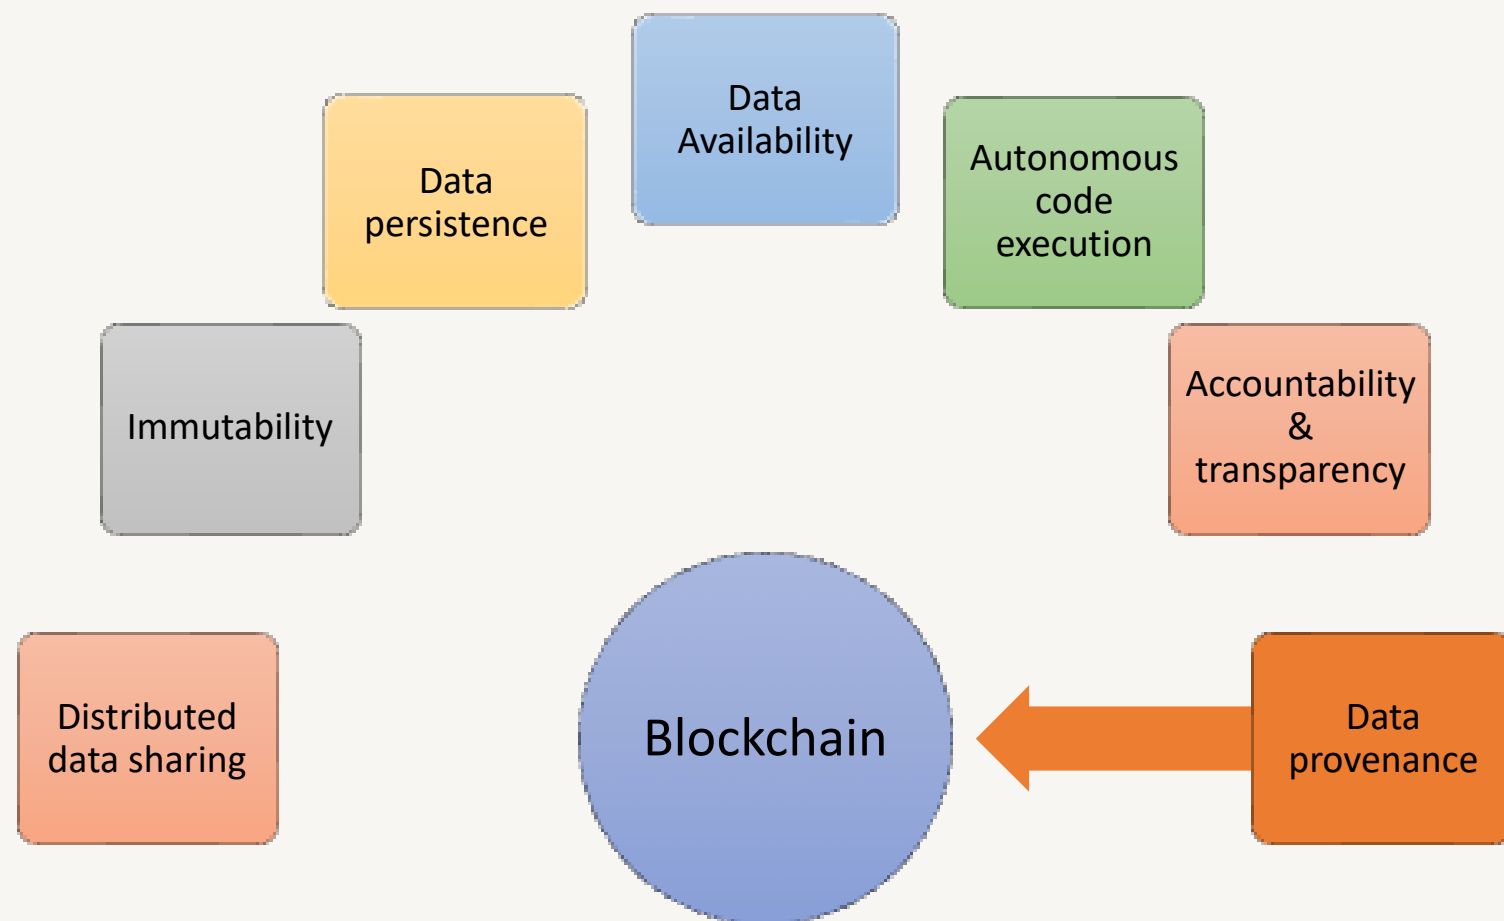 Data
Availability
Data
persistence
Autonomous
code
execution
Immutability
Accountability
&
transparency
Distributed
data sharing
Blockchain
Data
provenance